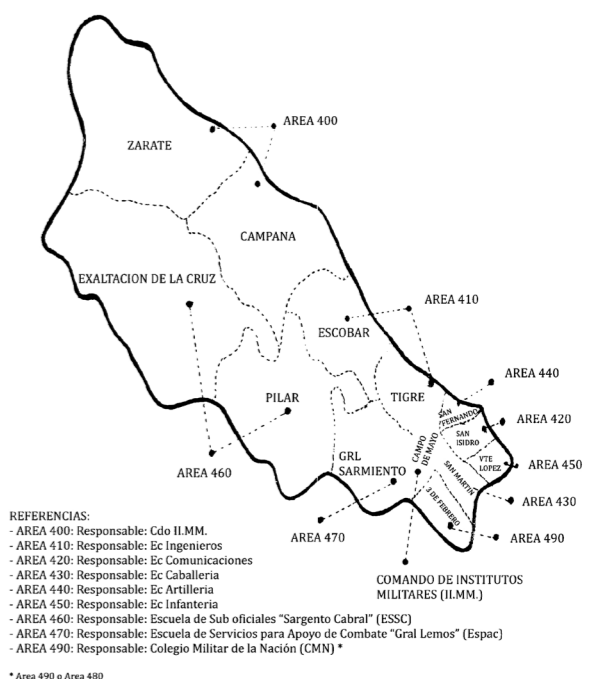 AREA 400
ZARATE
CAMPANA
EXALTACION DE LA CRUZ
AREA 410
ESCOBAR
AREA 440
TIGRE
PILAR
SAN
FERNANDO
AREA 420
SAN
ISIDRO
CAMPO
DE MAYO
VTE
LOPEZ
AREA 450
GRL
SARMIENTO
SAN MARTIN
AREA 460
3 DE FEBRERO
AREA 430
AREA 470
AREA 490
COMANDO DE INSTITUTOS
MILITARES (II.MM.)
REFERENCIAS:
- AREA 400: Responsable: Cdo II.MM.
- AREA 410: Responsable: Ec Ingenieros
- AREA 420: Responsable: Ec Comunicaciones
- AREA 430: Responsable: Ec Caballeria
- AREA 440: Responsable: Ec Artilleria
- AREA 450: Responsable: Ec Infanteria
- AREA 460: Responsable: Escuela de Sub oficiales "Sargento Cabral" (ESSC)
- AREA 470: Responsable: Escuela de Servicios para Apoyo de Combate "Gral Lemos" (Espac)
- AREA 490: Responsable: Colegio Militar de la Nación (CMN) *
* Area 490 o Area 480